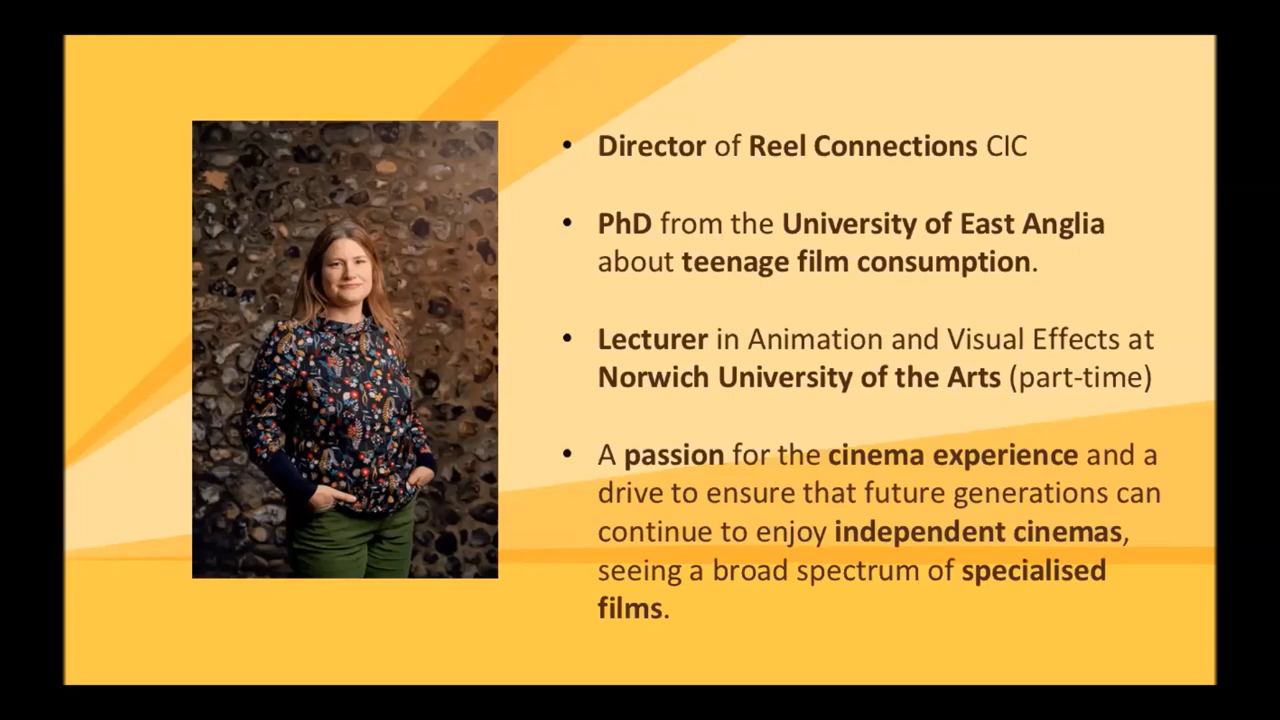 • Director of Reel Connections CIC
• PhD from the University of East Anglia
about teenage film consumption.
• Lecturer in Animation and Visual Effects at
Norwich University of the Arts (part-time)
• A passion for the cinema experience and a
drive to ensure that future generations can
continue to enjoy independent cinemas,
seeing a broad spectrum of specialised
films.